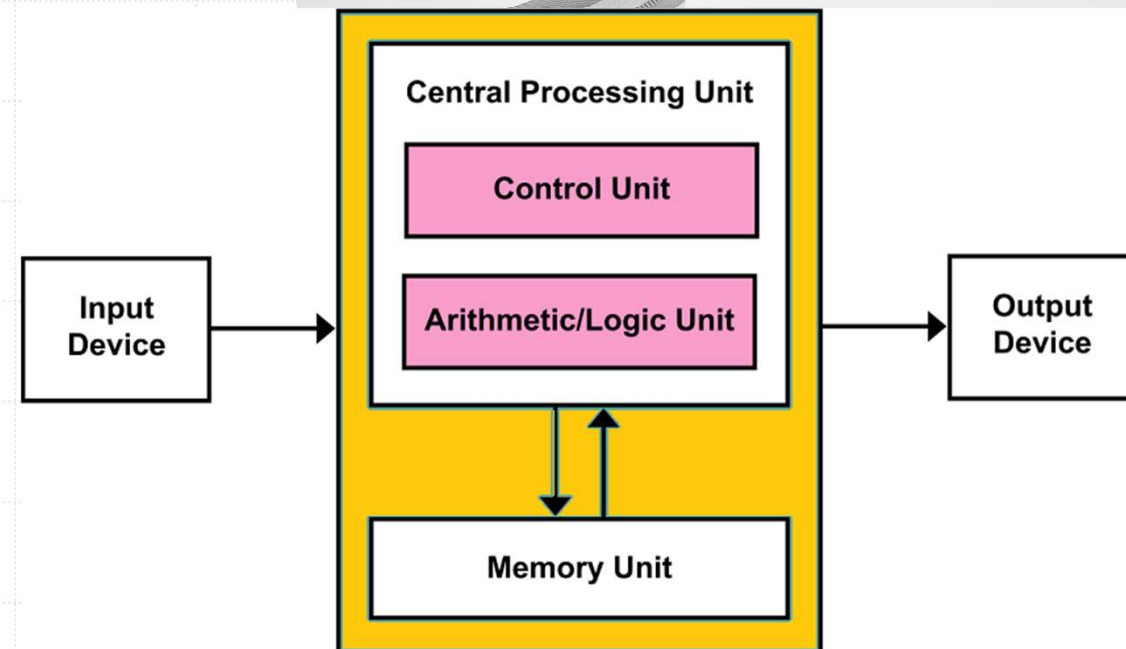 Central Processing Unit
Control Unit
Arithmetic/Logic Unit
Input
Device
Output
Device
Memory Unit